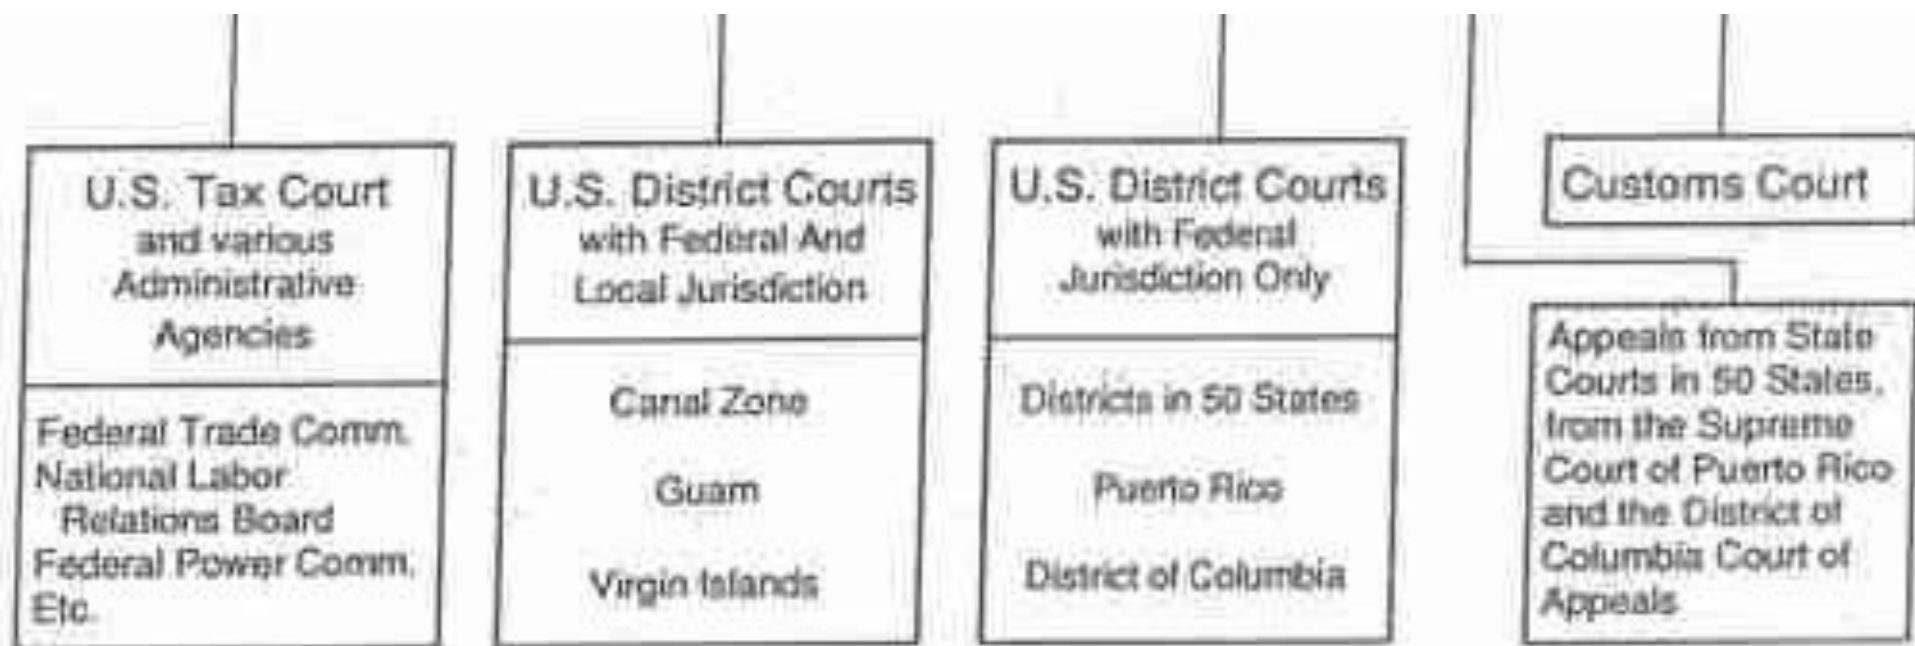 U.S. Tax Court
and various
Administrative
Agencies
Federal Trade Comm.
National Labor
Relations Board
Federal Power Comm.
Etc.
U.S. District Courts
with Federal And
Local Jurisdiction
Canal Zone
Guam
Virgin Islands
U.S. District Courts
with Federal
Jurisdiction Only
Districts in 50 States
Puerto Rico
District of Columbia
Customs Court
Appeals from State
Courts in 50 States,
from the Supreme
Court of Puerto Rico
and the District of
Columbia Court of
Appeals